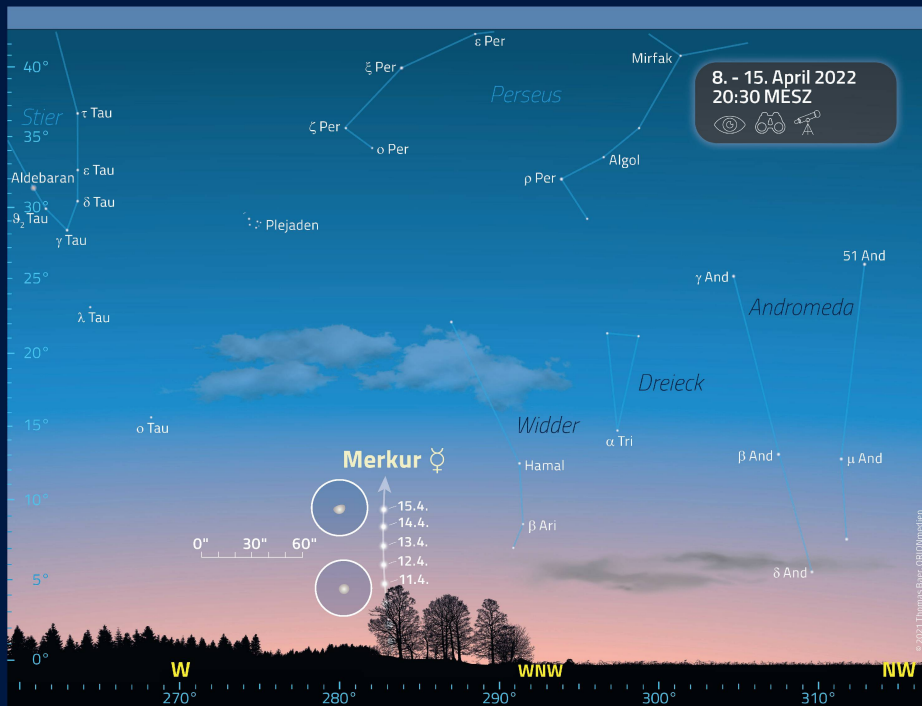 ε Per
Mirfak
40°
ξ Per
8. - 15. April 2022
20:30 MESZ
Perseus
τ Tau
Stier
35°
ζ Per
ο Per
Algol
ε Tau
Aldebaran
ρ Per
30°
δ Tau
ϑ₂ Tau
Plejaden
γ Tau
51 And
25°
γ And
λ Tau
Andromeda
20°
Dreieck
15°
ο Tau
Widder
α Tri
Merkur ☿
Hamal
β And
μ And
10°
15.4.
14.4.
β Ari
13.4.
0" 30" 60"
12.4.
5°
11.4.
δ And
0°
W
WNW
NW
270°
280°
290°
300°
310°
© 2021 Thomas Baer, ORIONmedien